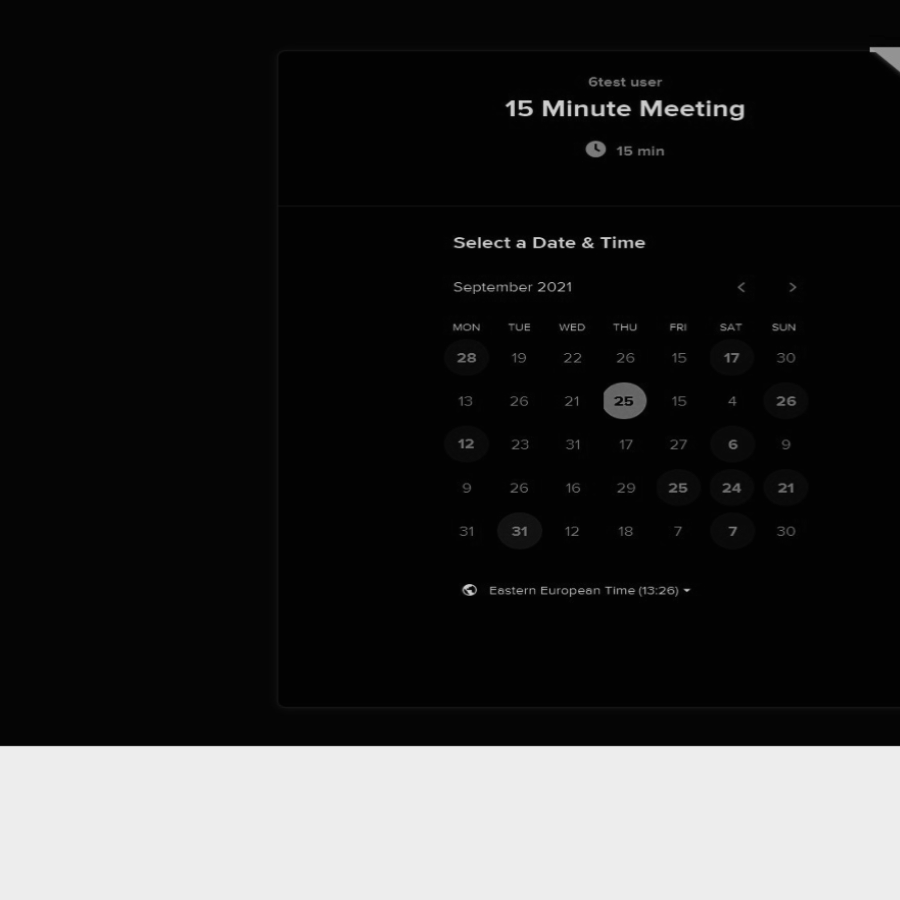 6test user
15 Minute Meeting
15 min
Select a Date & Time
September 2021
MON TUE WED THU FRI SAT SUN
28 19 22 26 15 17 30
13 26 21 25 15 4 26
12 23 31 17 27 6 9
9 26 16 29 25 24 21
31 31 12 18 7 7 30
Eastern European Time (13:26)